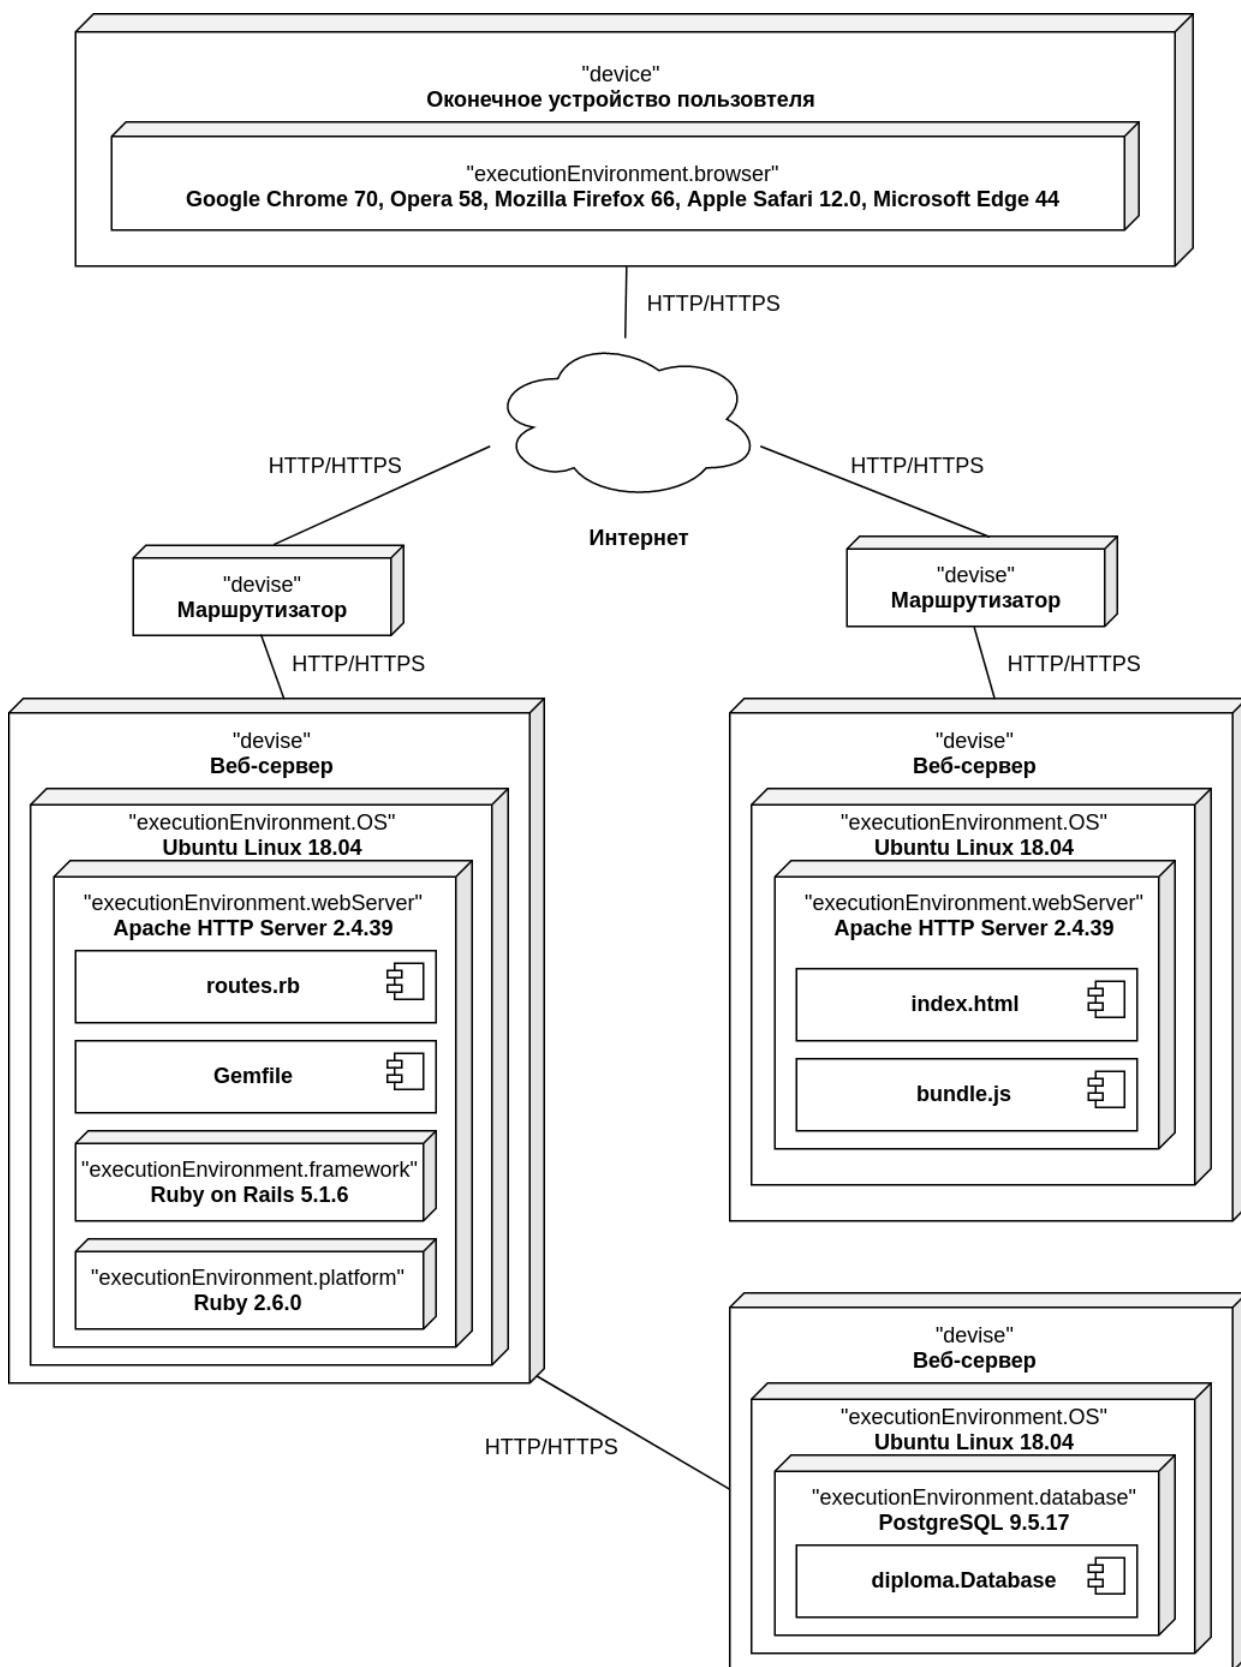 "device"
Оконечное устройство пользовтеля
"executionEnvironment.browser"
Google Chrome 70, Opera 58, Mozilla Firefox 66, Apple Safari 12.0, Microsoft Edge 44
HTTP/HTTPS
HTTP/HTTPS
HTTP/HTTPS
Интернет
"devise"
Маршрутизатор
"devise"
Маршрутизатор
HTTP/HTTPS
HTTP/HTTPS
"devise"
Веб-сервер
"executionEnvironment.OS"
Ubuntu Linux 18.04
"executionEnvironment.webServer"
Apache HTTP Server 2.4.39
routes.rb
Gemfile
"executionEnvironment.framework"
Ruby on Rails 5.1.6
"executionEnvironment.platform"
Ruby 2.6.0
"devise"
Веб-сервер
"executionEnvironment.OS"
Ubuntu Linux 18.04
"executionEnvironment.webServer"
Apache HTTP Server 2.4.39
index.html
bundle.js
HTTP/HTTPS
"devise"
Веб-сервер
"executionEnvironment.OS"
Ubuntu Linux 18.04
"executionEnvironment.database"
PostgreSQL 9.5.17
diploma.Database